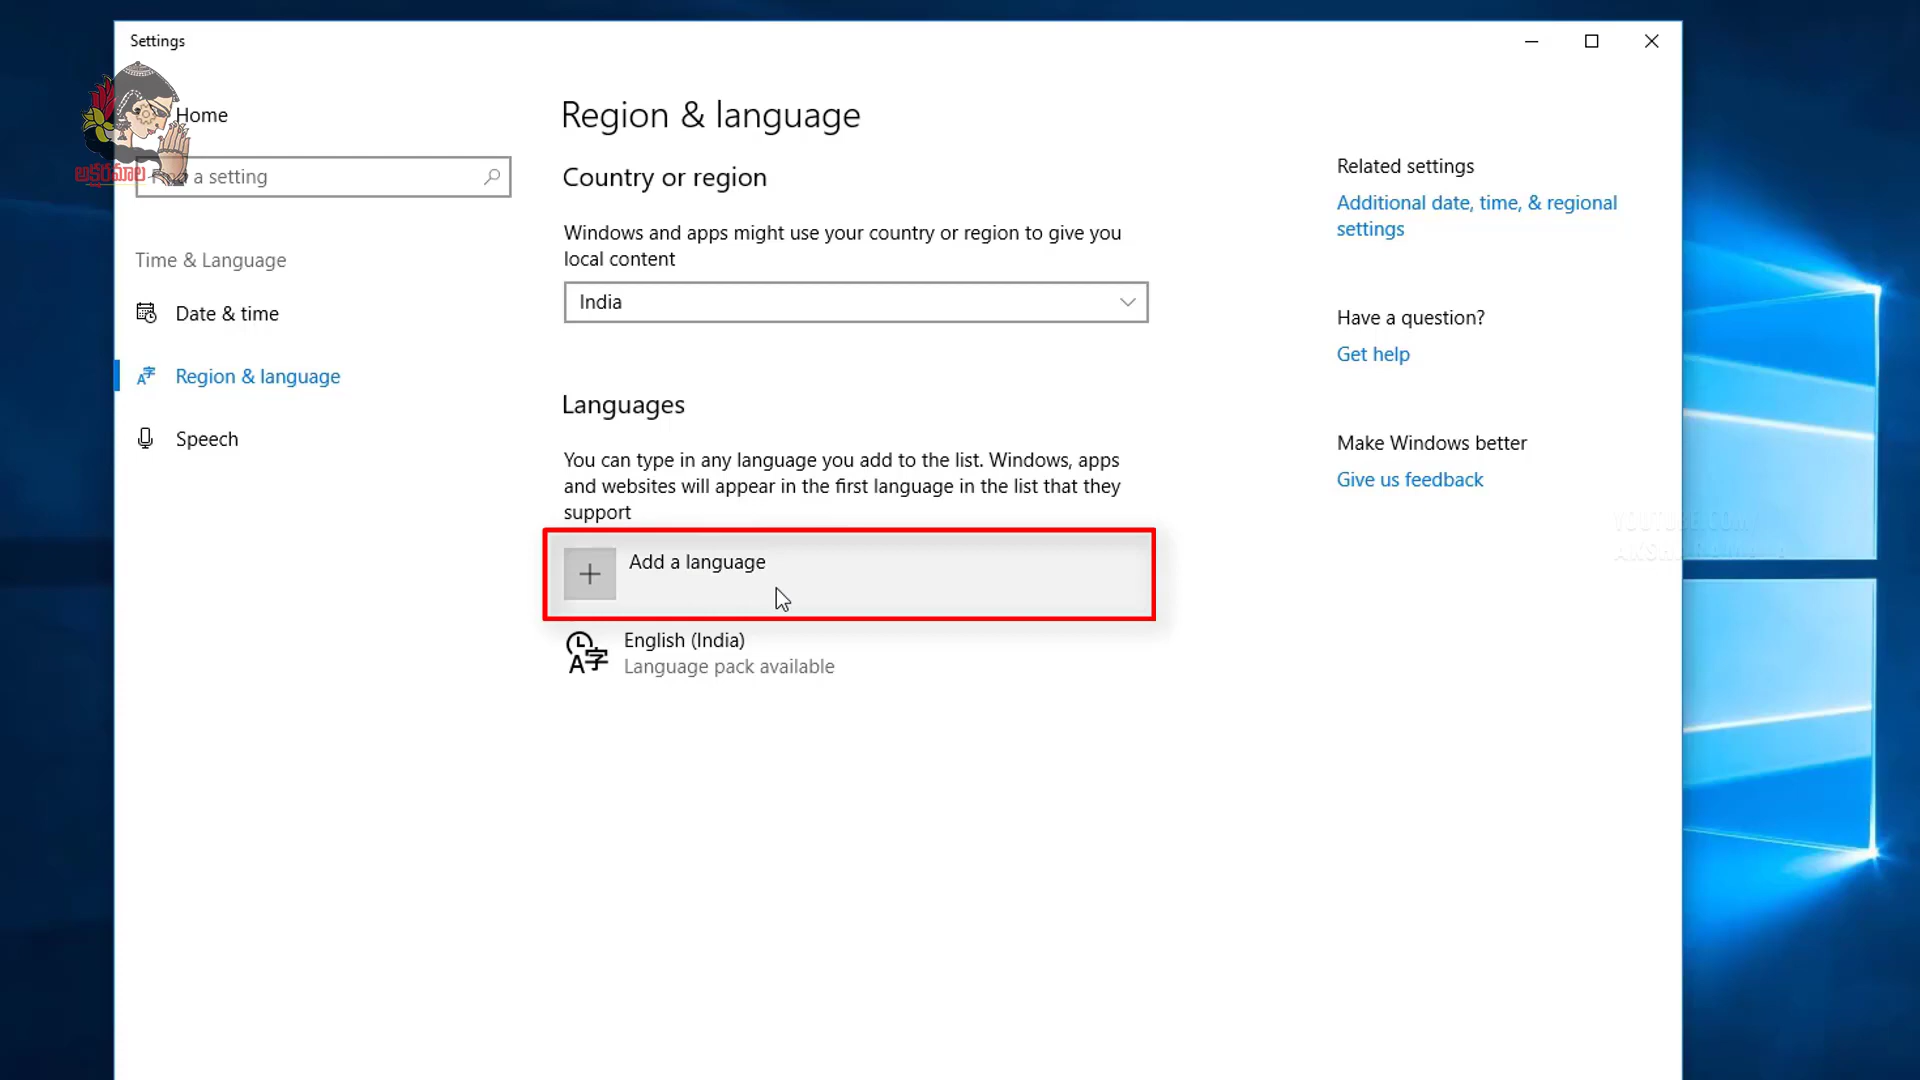 Settings
Home
అక్షరమాల
a setting
Time & Language
Date & time
Region & language
Speech
Region & language
Country or region
Windows and apps might use your country or region to give you
local content
India
Languages
You can type in any language you add to the list. Windows, apps
and websites will appear in the first language in the list that they
support
Add a language
English (India)
Language pack available
Related settings
Additional date, time, & regional
settings
Have a question?
Get help
Make Windows better
Give us feedback
YOUTUBE.COM